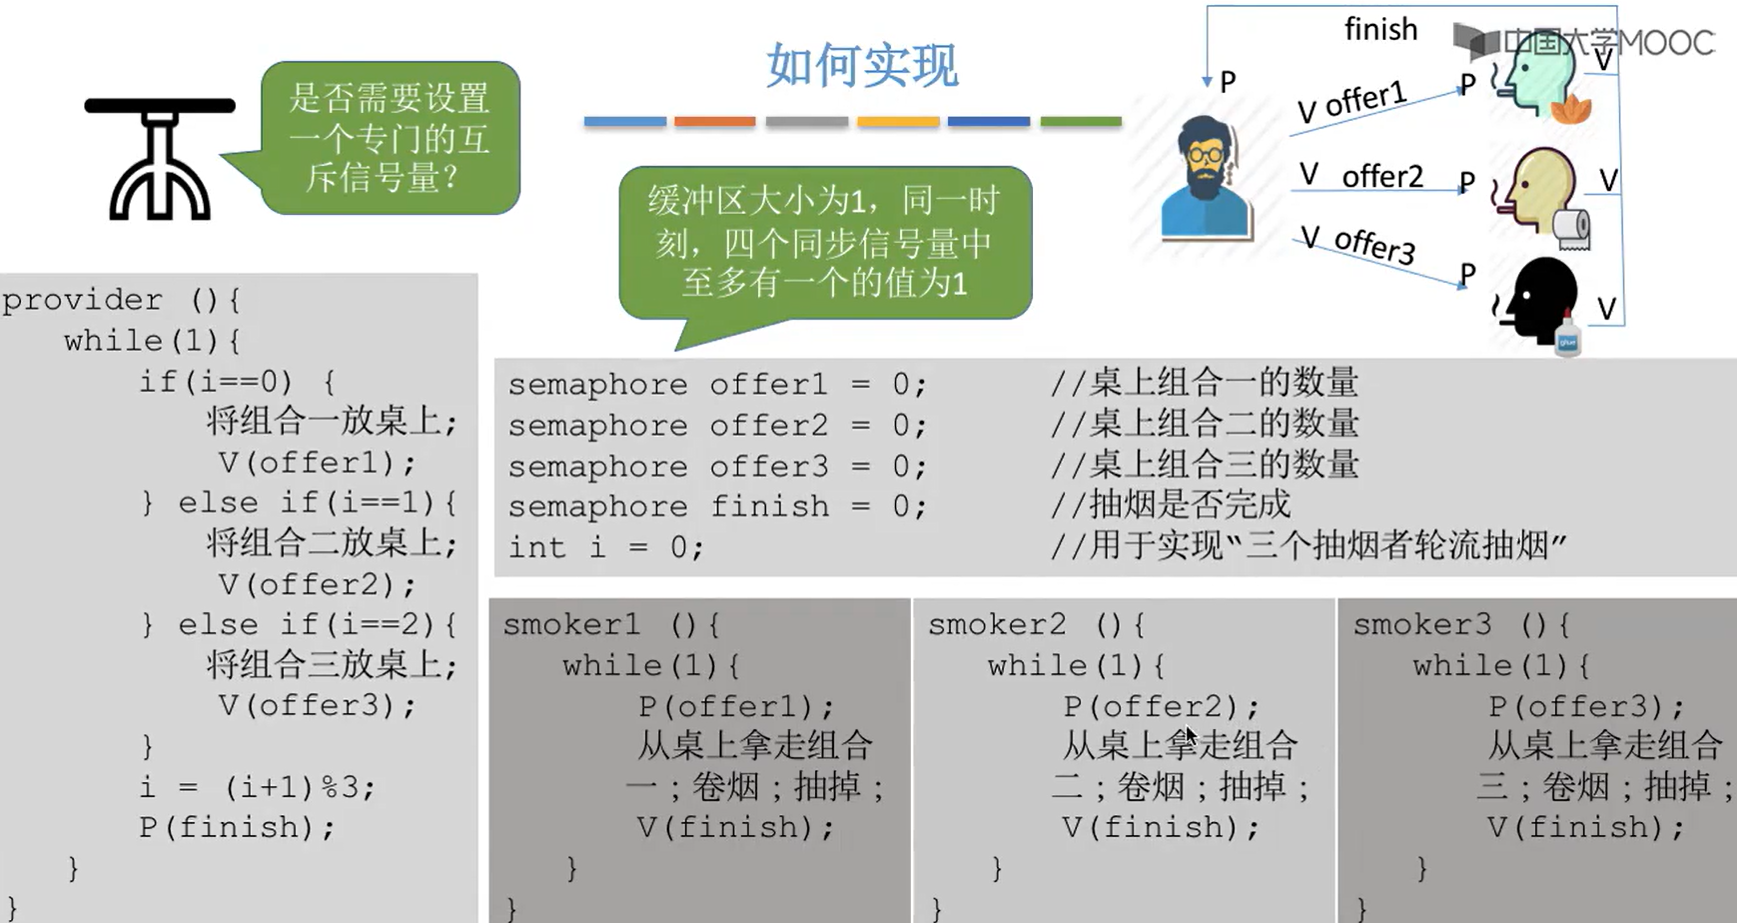 如何实现
中国大学MOOC
是否需要设置
一个专门的互
斥信号量？
缓冲区大小为1，同一时
刻，四个同步信号量中
至多有一个的值为1
finish
P
V offer1
P
V
V offer2
P
V
V offer3
P
V
glue
provider (){
while(1){
if(i==0) {
将组合一放桌上;
V(offer1);
} else if(i==1){
将组合二放桌上;
V(offer2);
} else if(i==2){
将组合三放桌上;
V(offer3);
}
i = (i+1)%3;
P(finish);
}
}
semaphore offer1 = 0; //桌上组合一的数量
semaphore offer2 = 0; //桌上组合二的数量
semaphore offer3 = 0; //桌上组合三的数量
semaphore finish = 0; //抽烟是否完成
int i = 0; //用于实现“三个抽烟者轮流抽烟”
smoker1 (){
while(1){
P(offer1);
从桌上拿走组合
一；卷烟；抽掉；
V(finish);
}
}
smoker2 (){
while(1){
P(offer2);
从桌上拿走组合
二；卷烟；抽掉；
V(finish);
}
}
smoker3 (){
while(1){
P(offer3);
从桌上拿走组合
三；卷烟；抽掉；
V(finish);
}
}